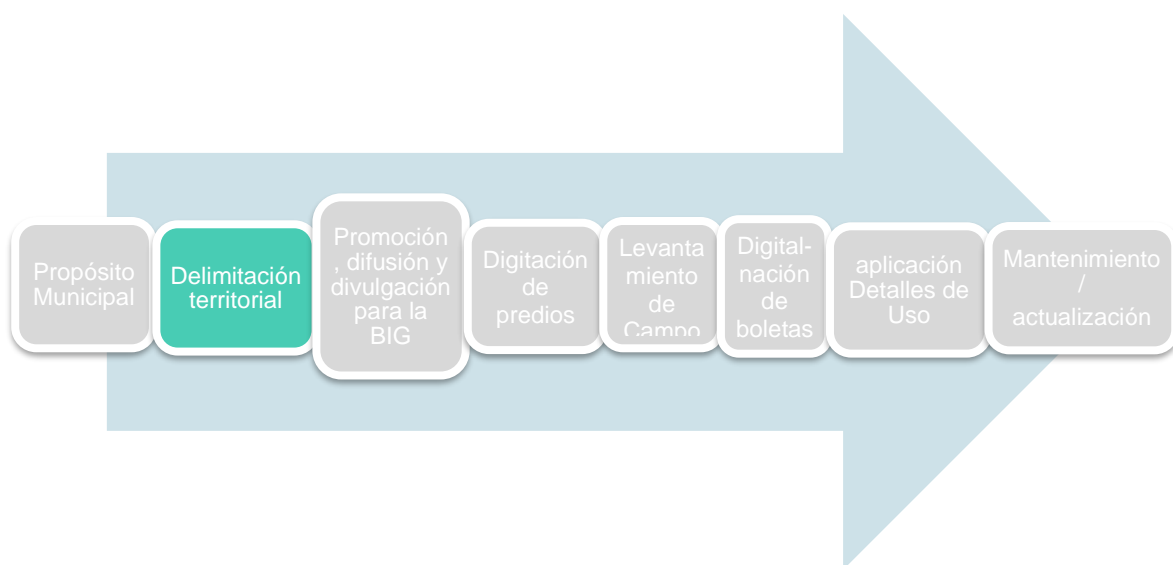 Propósito
Municipal
Delimitación
territorial
Promoción
, difusión y
divulgación
para la
BIG
Digitación
de
predios
Levanta
miento
de
Campo
Digital-
nación
de
boletas
aplicación
Detalles de
Uso
Mantenimiento
/
actualización